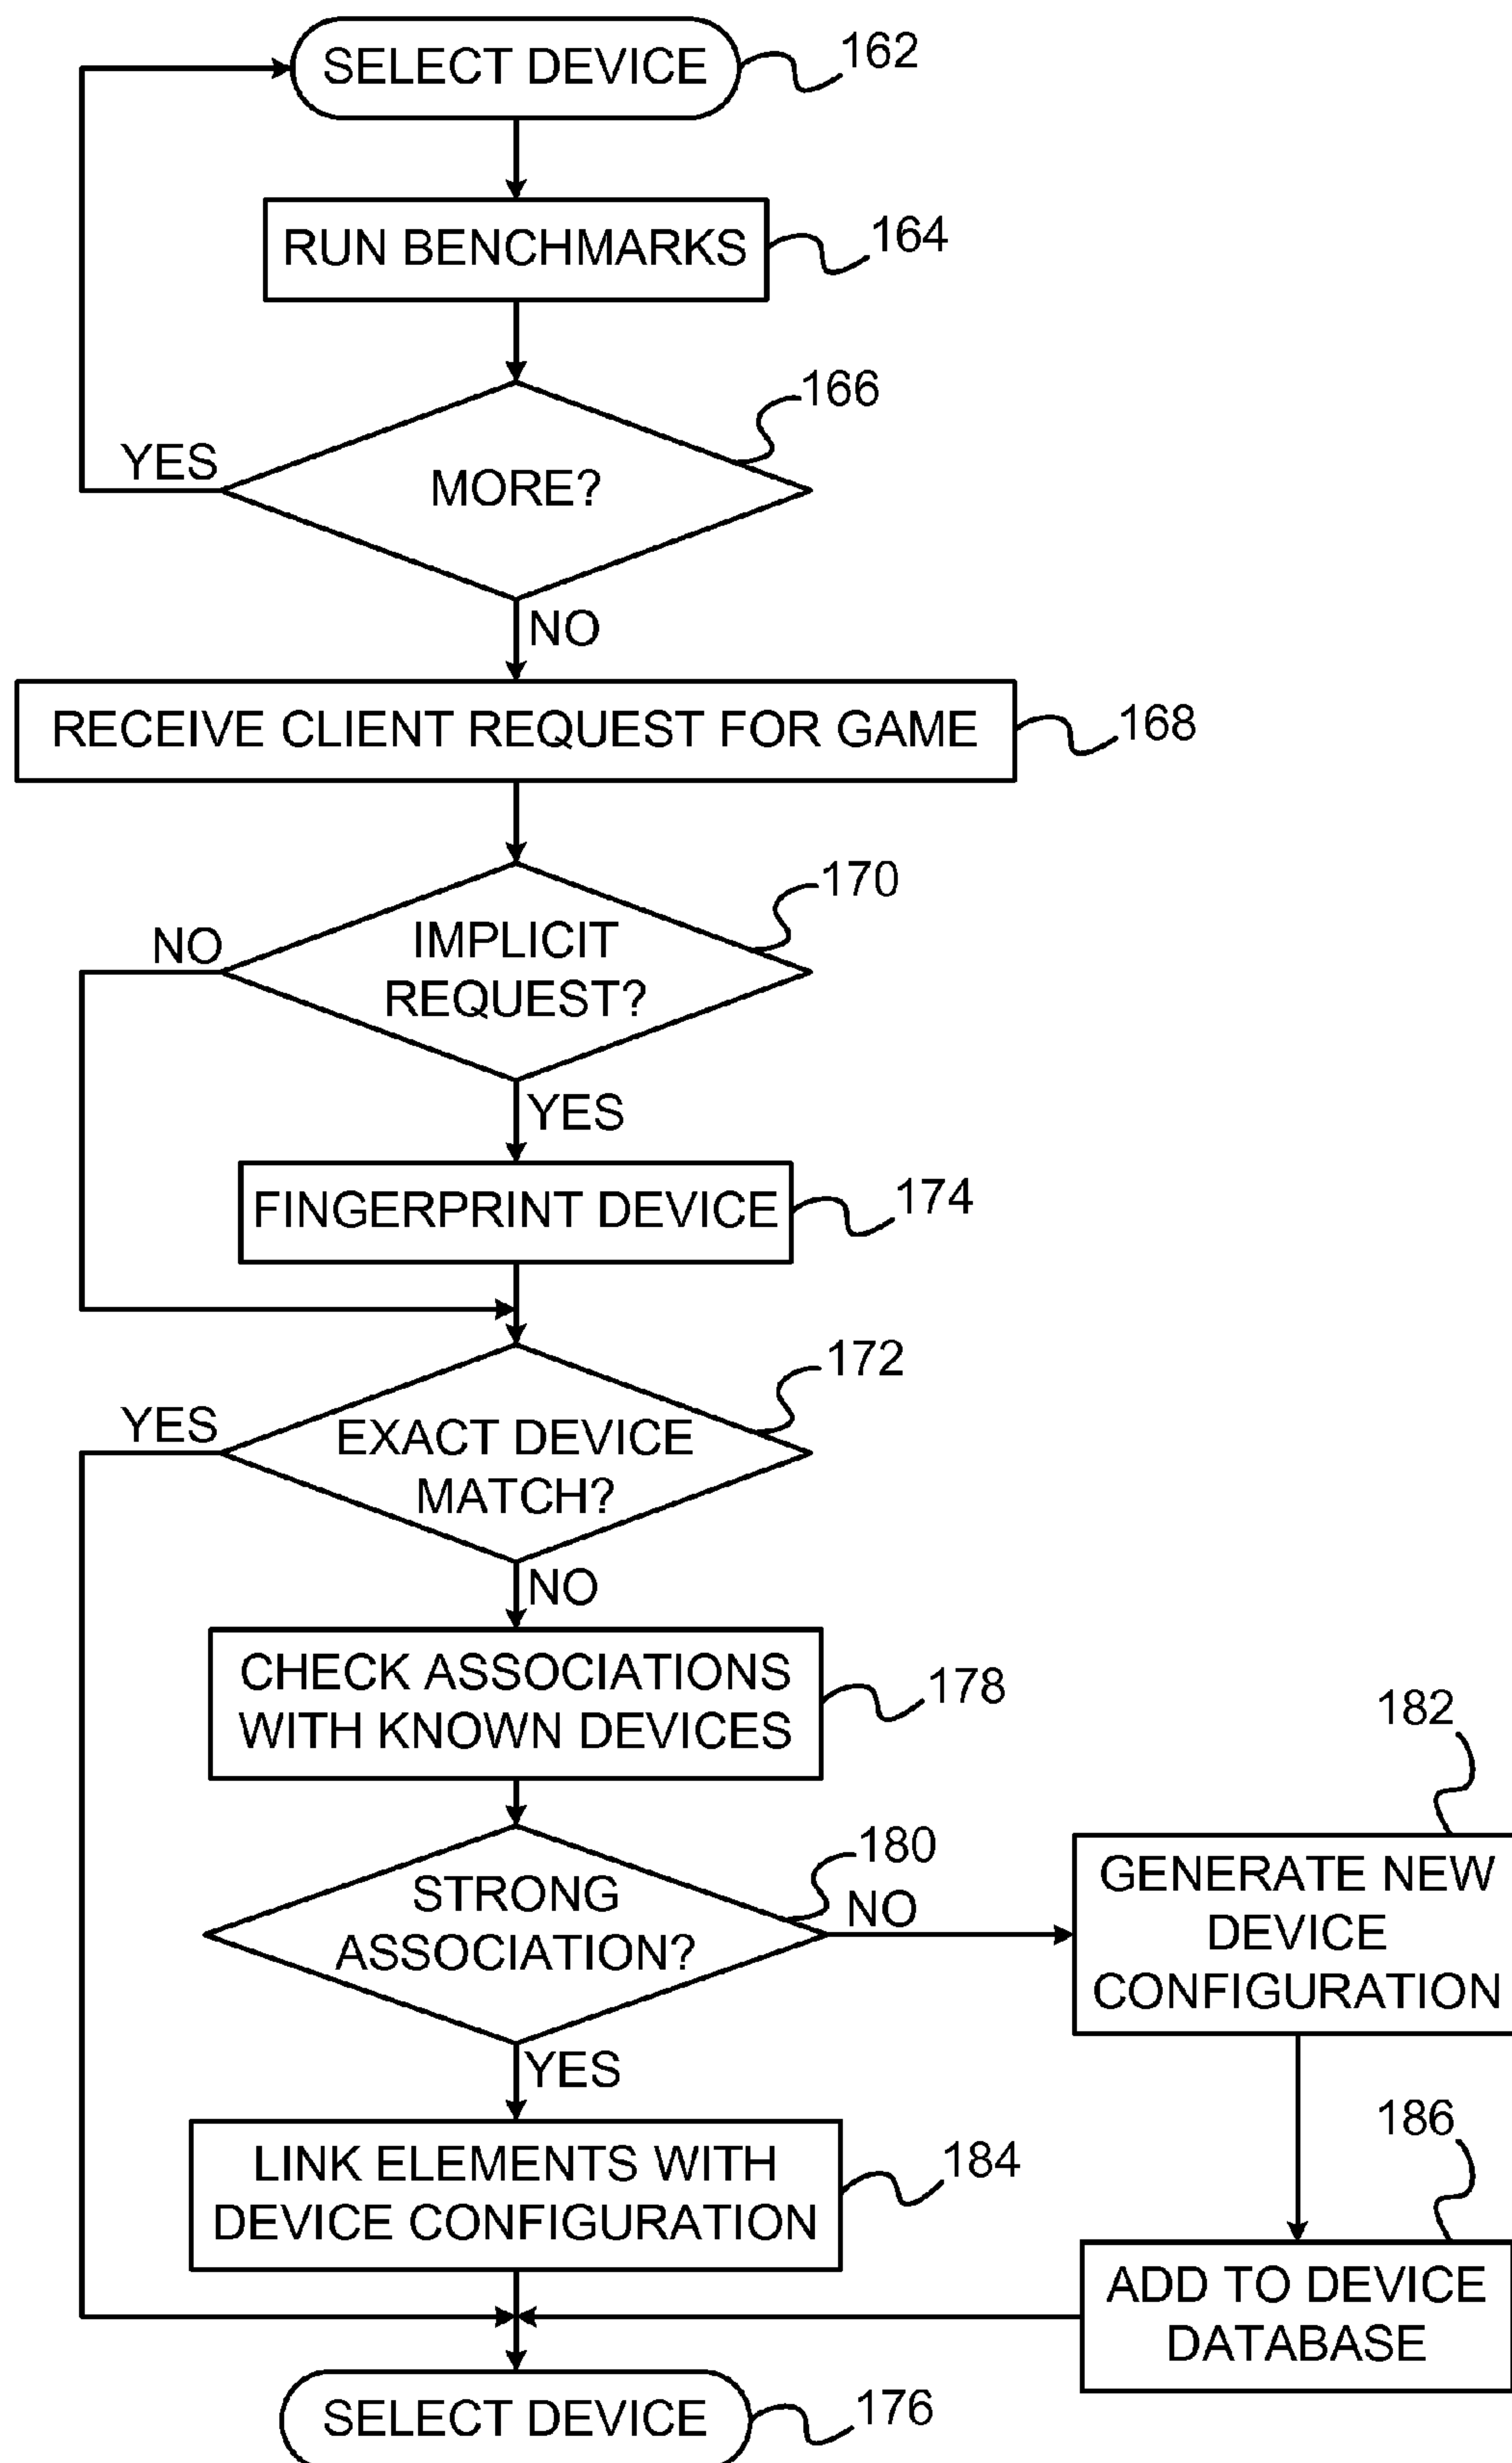 SELECT DEVICE
162
RUN BENCHMARKS
164
166
YES
MORE?
NO
RECEIVE CLIENT REQUEST FOR GAME
168
170
NO
IMPLICIT
REQUEST?
YES
FINGERPRINT DEVICE
174
172
YES
EXACT DEVICE
MATCH?
NO
CHECK ASSOCIATIONS
WITH KNOWN DEVICES
178
182
180
STRONG
ASSOCIATION?
NO
GENERATE NEW
DEVICE
CONFIGURATION
YES
LINK ELEMENTS WITH
DEVICE CONFIGURATION
184
186
ADD TO DEVICE
DATABASE
SELECT DEVICE
176